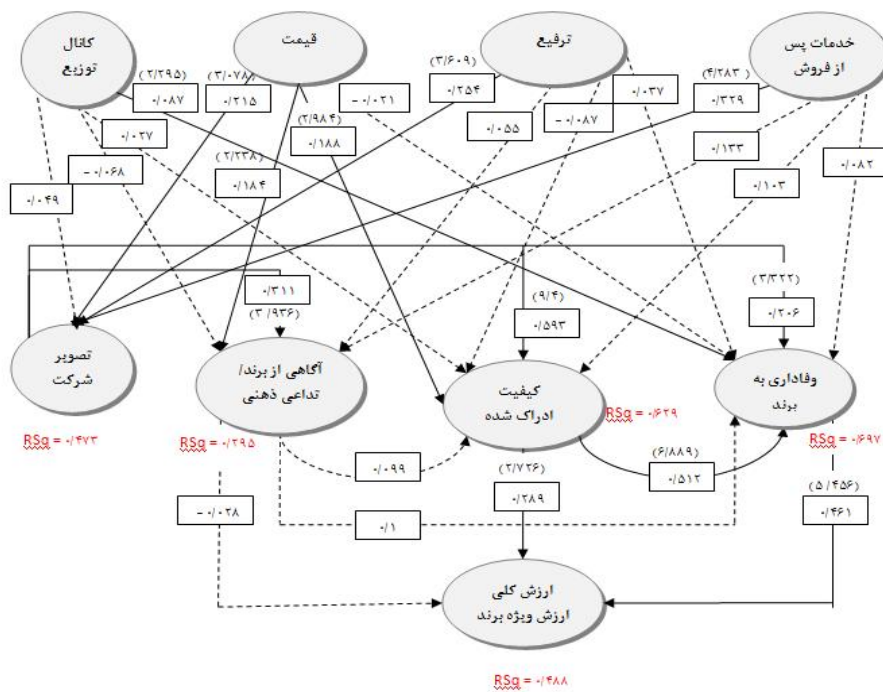 کانال
توزیع
قیمت
ترفیع
خدمات پس
از فروش
(۲/۲۹۵)
(۳/۰۷۸)
(۳/۶۰۹)
(۴/۲۸۳)
۰/۰۸۷
۰/۲۱۵
-۰/۰۲۱
۰/۲۵۴
۰/۰۳۷
۰/۳۲۹
۰/۰۲۷
(۲/۹۸۴)
۰/۱۸۸
۰/۰۵۵
-۰/۰۸۷
۰/۱۳۳
۰/۰۸۲
-۰/۰۶۸
(۲/۲۳۸)
۰/۱۸۴
۰/۱۰۳
۰/۰۴۹
۰/۳۱۱
(۳/۹۳۶)
(۹/۴)
۰/۵۹۳
(۳/۳۲۲)
۰/۲۰۶
تصویر
شرکت
آگاهی از برند/
تداعی ذهنی
کیفیت
ادراک شده
وفاداری به
برند
RSq = ۰/۴۷۳
RSq = ۰/۲۹۵
RSq = ۰/۶۲۹
RSq = ۰/۶۹۷
۰/۰۹۹
(۲/۷۲۶)
۰/۲۸۹
(۶/۸۸۹)
۰/۵۱۲
(۵/۴۵۶)
۰/۴۶۱
-۰/۰۲۸
۰/۱
ارزش کلی
ارزش ویژه برند
RSq = ۰/۴۸۸